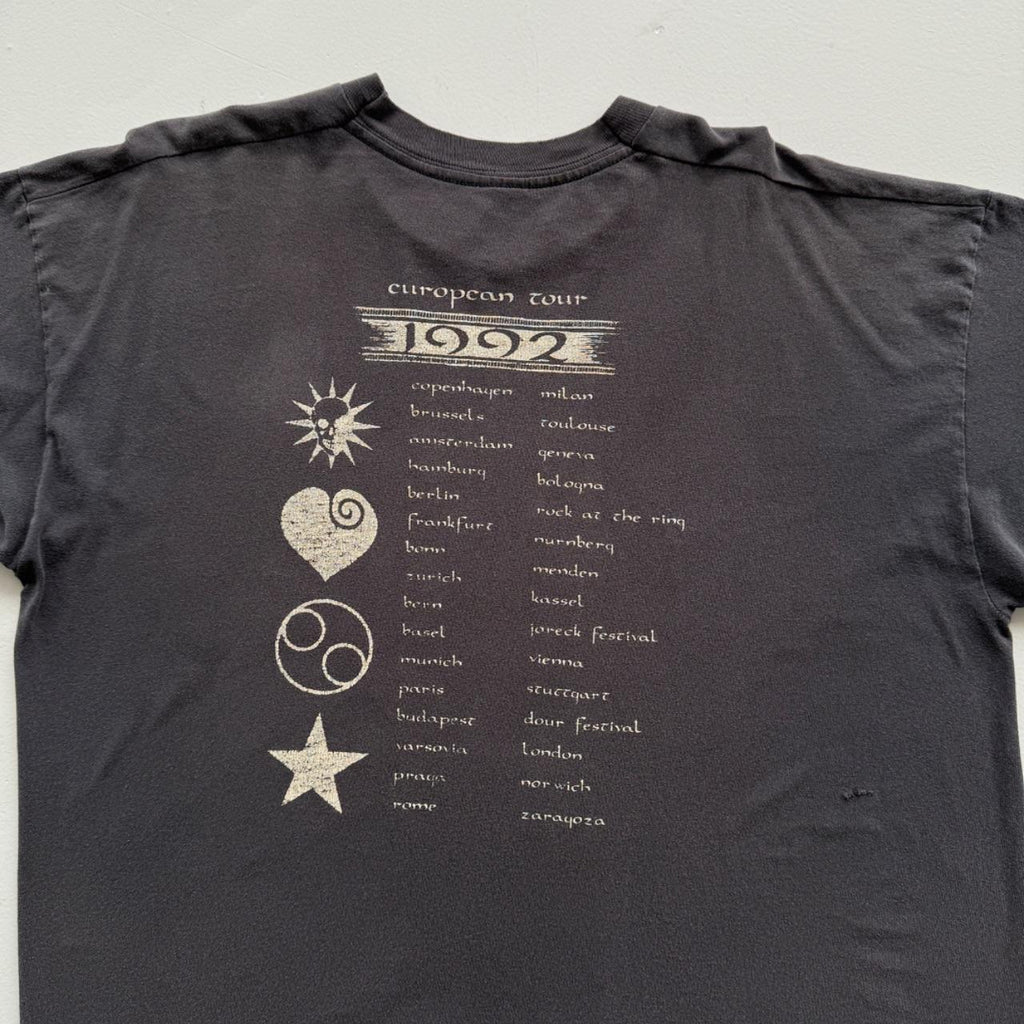 european tour
1992
copenhagen
brussels
amsterdam
hamburg
berlin
frankfurt
bonn
zurich
bern
basel
munich
paris
budapest
varsovia
praga
rome
milan
toulouse
geneva
bologna
rock at the ring
nurnberg
menden
kassel
joreck festival
vienna
stuttgart
dour festival
london
norwich
zaragoza